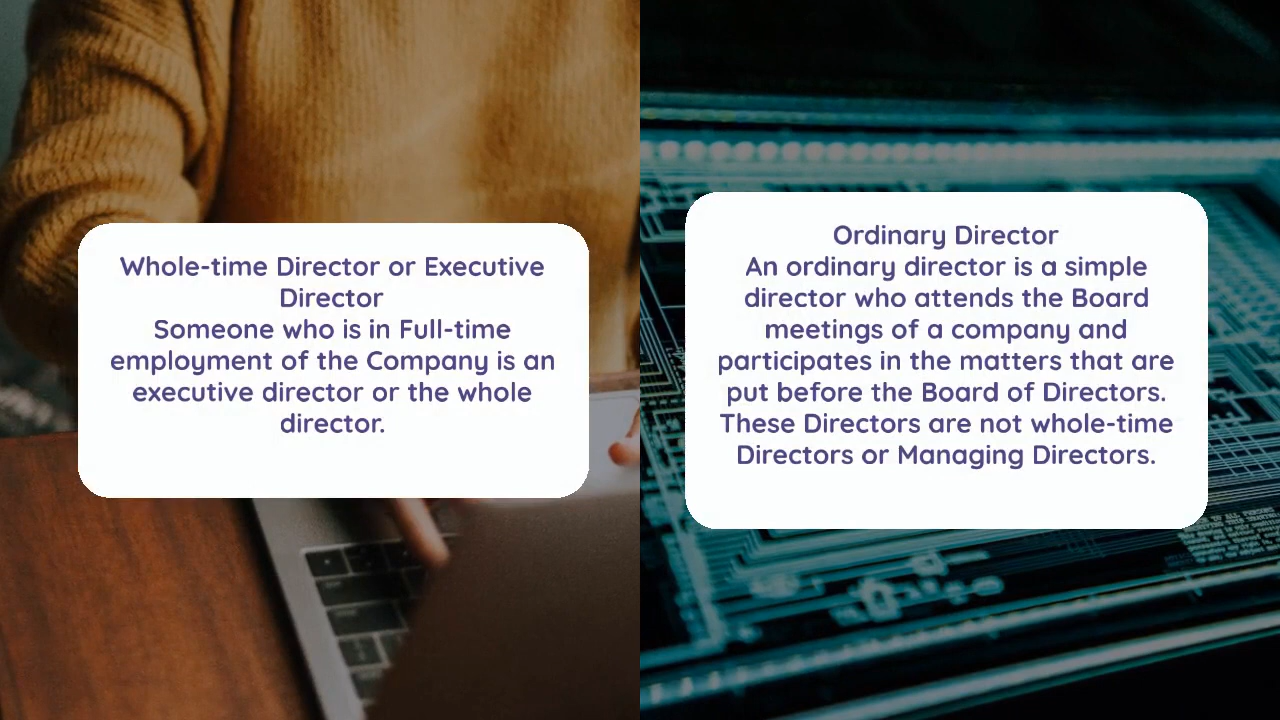 Whole-time Director or Executive
Director
Someone who is in Full-time
employment of the Company is an
executive director or the whole
director.
Ordinary Director
An ordinary director is a simple
director who attends the Board
meetings of a company and
participates in the matters that are
put before the Board of Directors.
These Directors are not whole-time
Directors or Managing Directors.